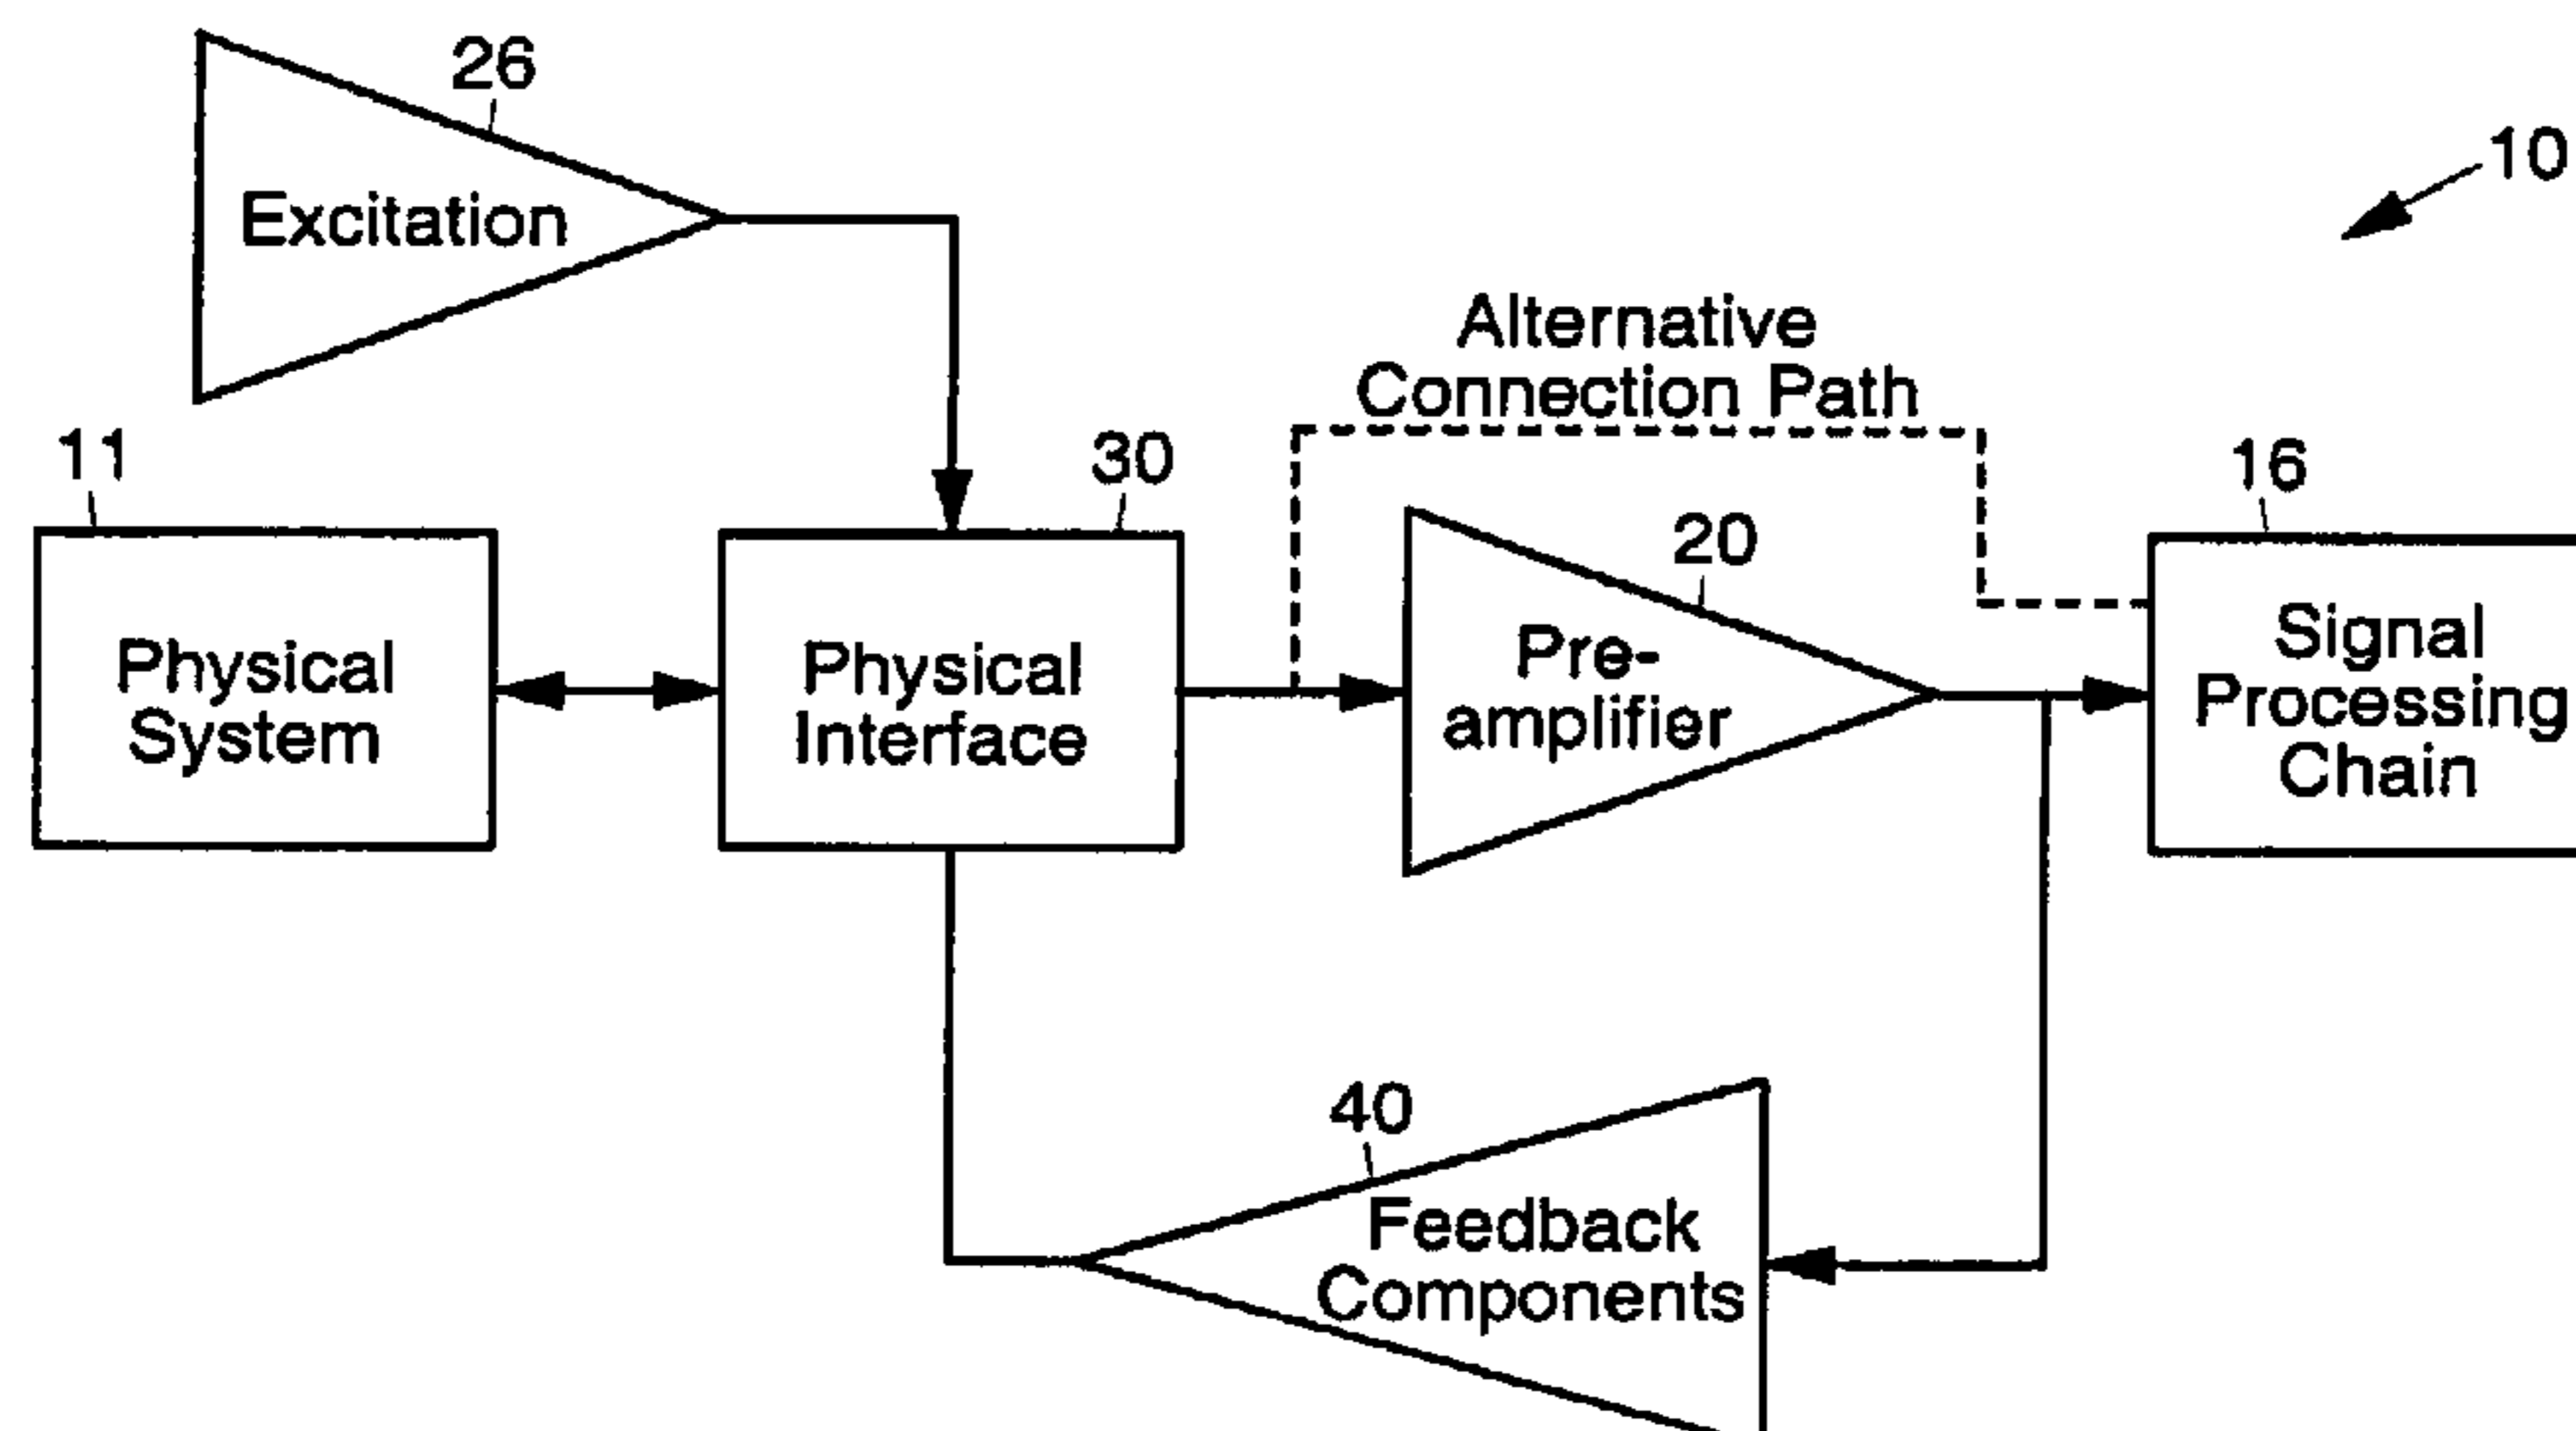 26
Excitation
10
Alternative
Connection Path
11
30
20
16
Physical
System
Physical
Interface
Pre-
amplifier
Signal
Processing
Chain
40
Feedback
Components